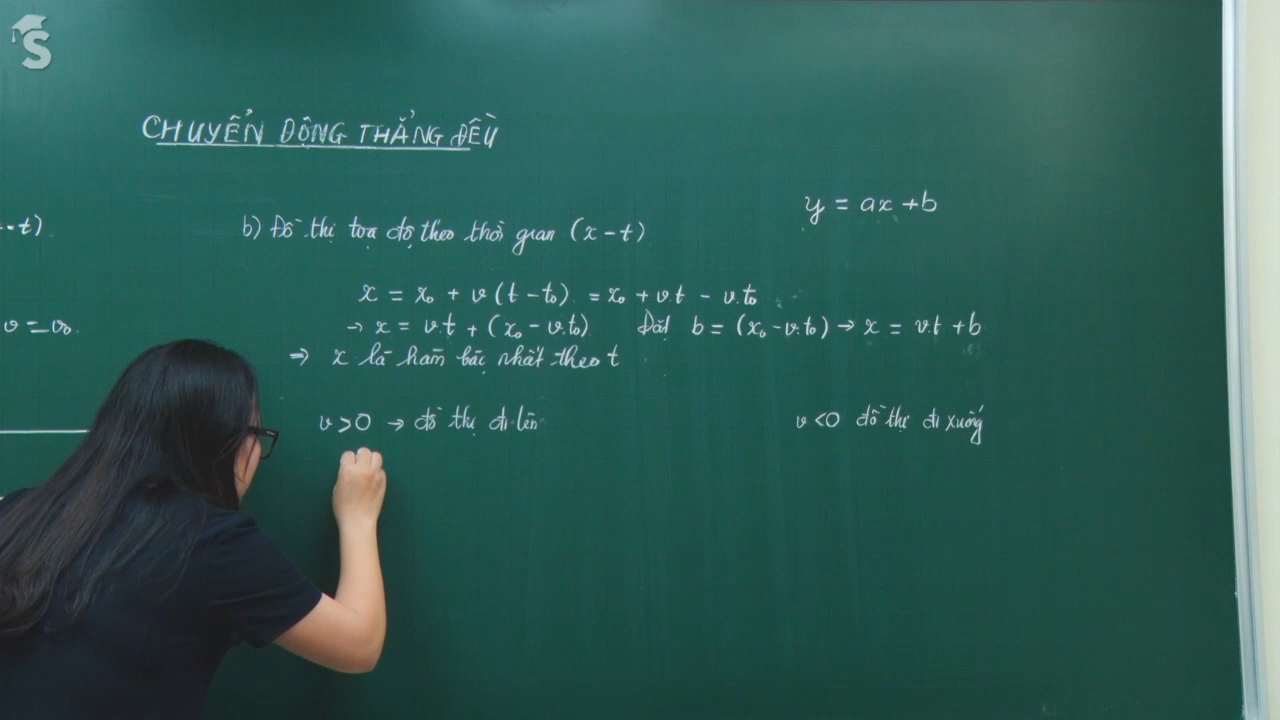 S
CHUYỂN ĐỘNG THẲNG ĐỀU
y = ax + b
-t)
b) Đồ thị toạ độ theo thời gian (x - t)
x = x₀ + v (t - t₀) = x₀ + vt - v.t₀
→ x = v.t + (x₀ - v.t₀) Đặt b = (x₀ - v.t₀) → x = v.t + b
v = v₀.
⇒ x là hàm bậc nhất theo t
v > 0 → đồ thị đi lên
v < 0 đồ thị đi xuống